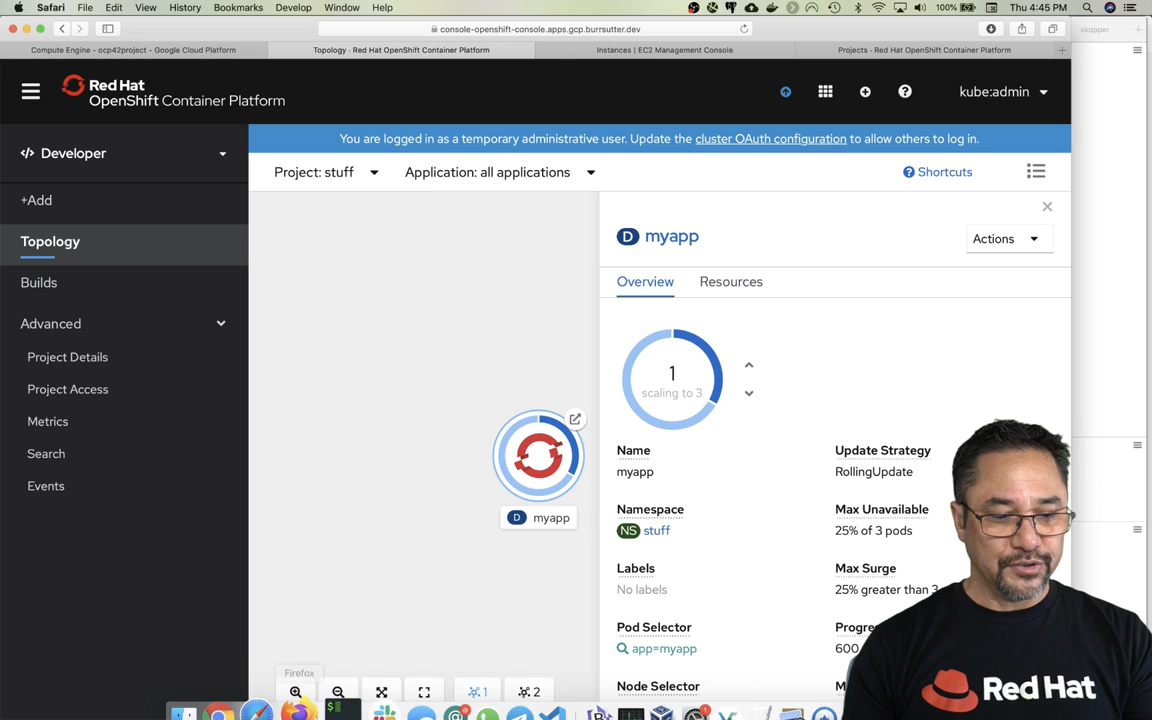 Safari File Edit View History Bookmarks Develop Window Help 100% Thu 4:45 PM
console-openshift-console.apps.gcp.burrsutter.dev
skupper
Compute Engine - ocp42project - Google Cloud Platform
Topology · Red Hat OpenShift Container Platform
Instances | EC2 Management Console
Projects · Red Hat OpenShift Container Platform
Red Hat
OpenShift Container Platform
kube:admin
You are logged in as a temporary administrative user. Update the cluster OAuth configuration to allow others to log in.
</> Developer
Project: stuff
Application: all applications
Shortcuts
+Add
Topology
Builds
Advanced
Project Details
Project Access
Metrics
Search
Events
D myapp
Actions
Overview
Resources
1
scaling to 3
Name
myapp
Update Strategy
RollingUpdate
Namespace
NS stuff
Max Unavailable
25% of 3 pods
Labels
No labels
Max Surge
25% greater than 3
Pod Selector
app=myapp
600
Node Selector
D myapp
Firefox
1
2
Red Hat